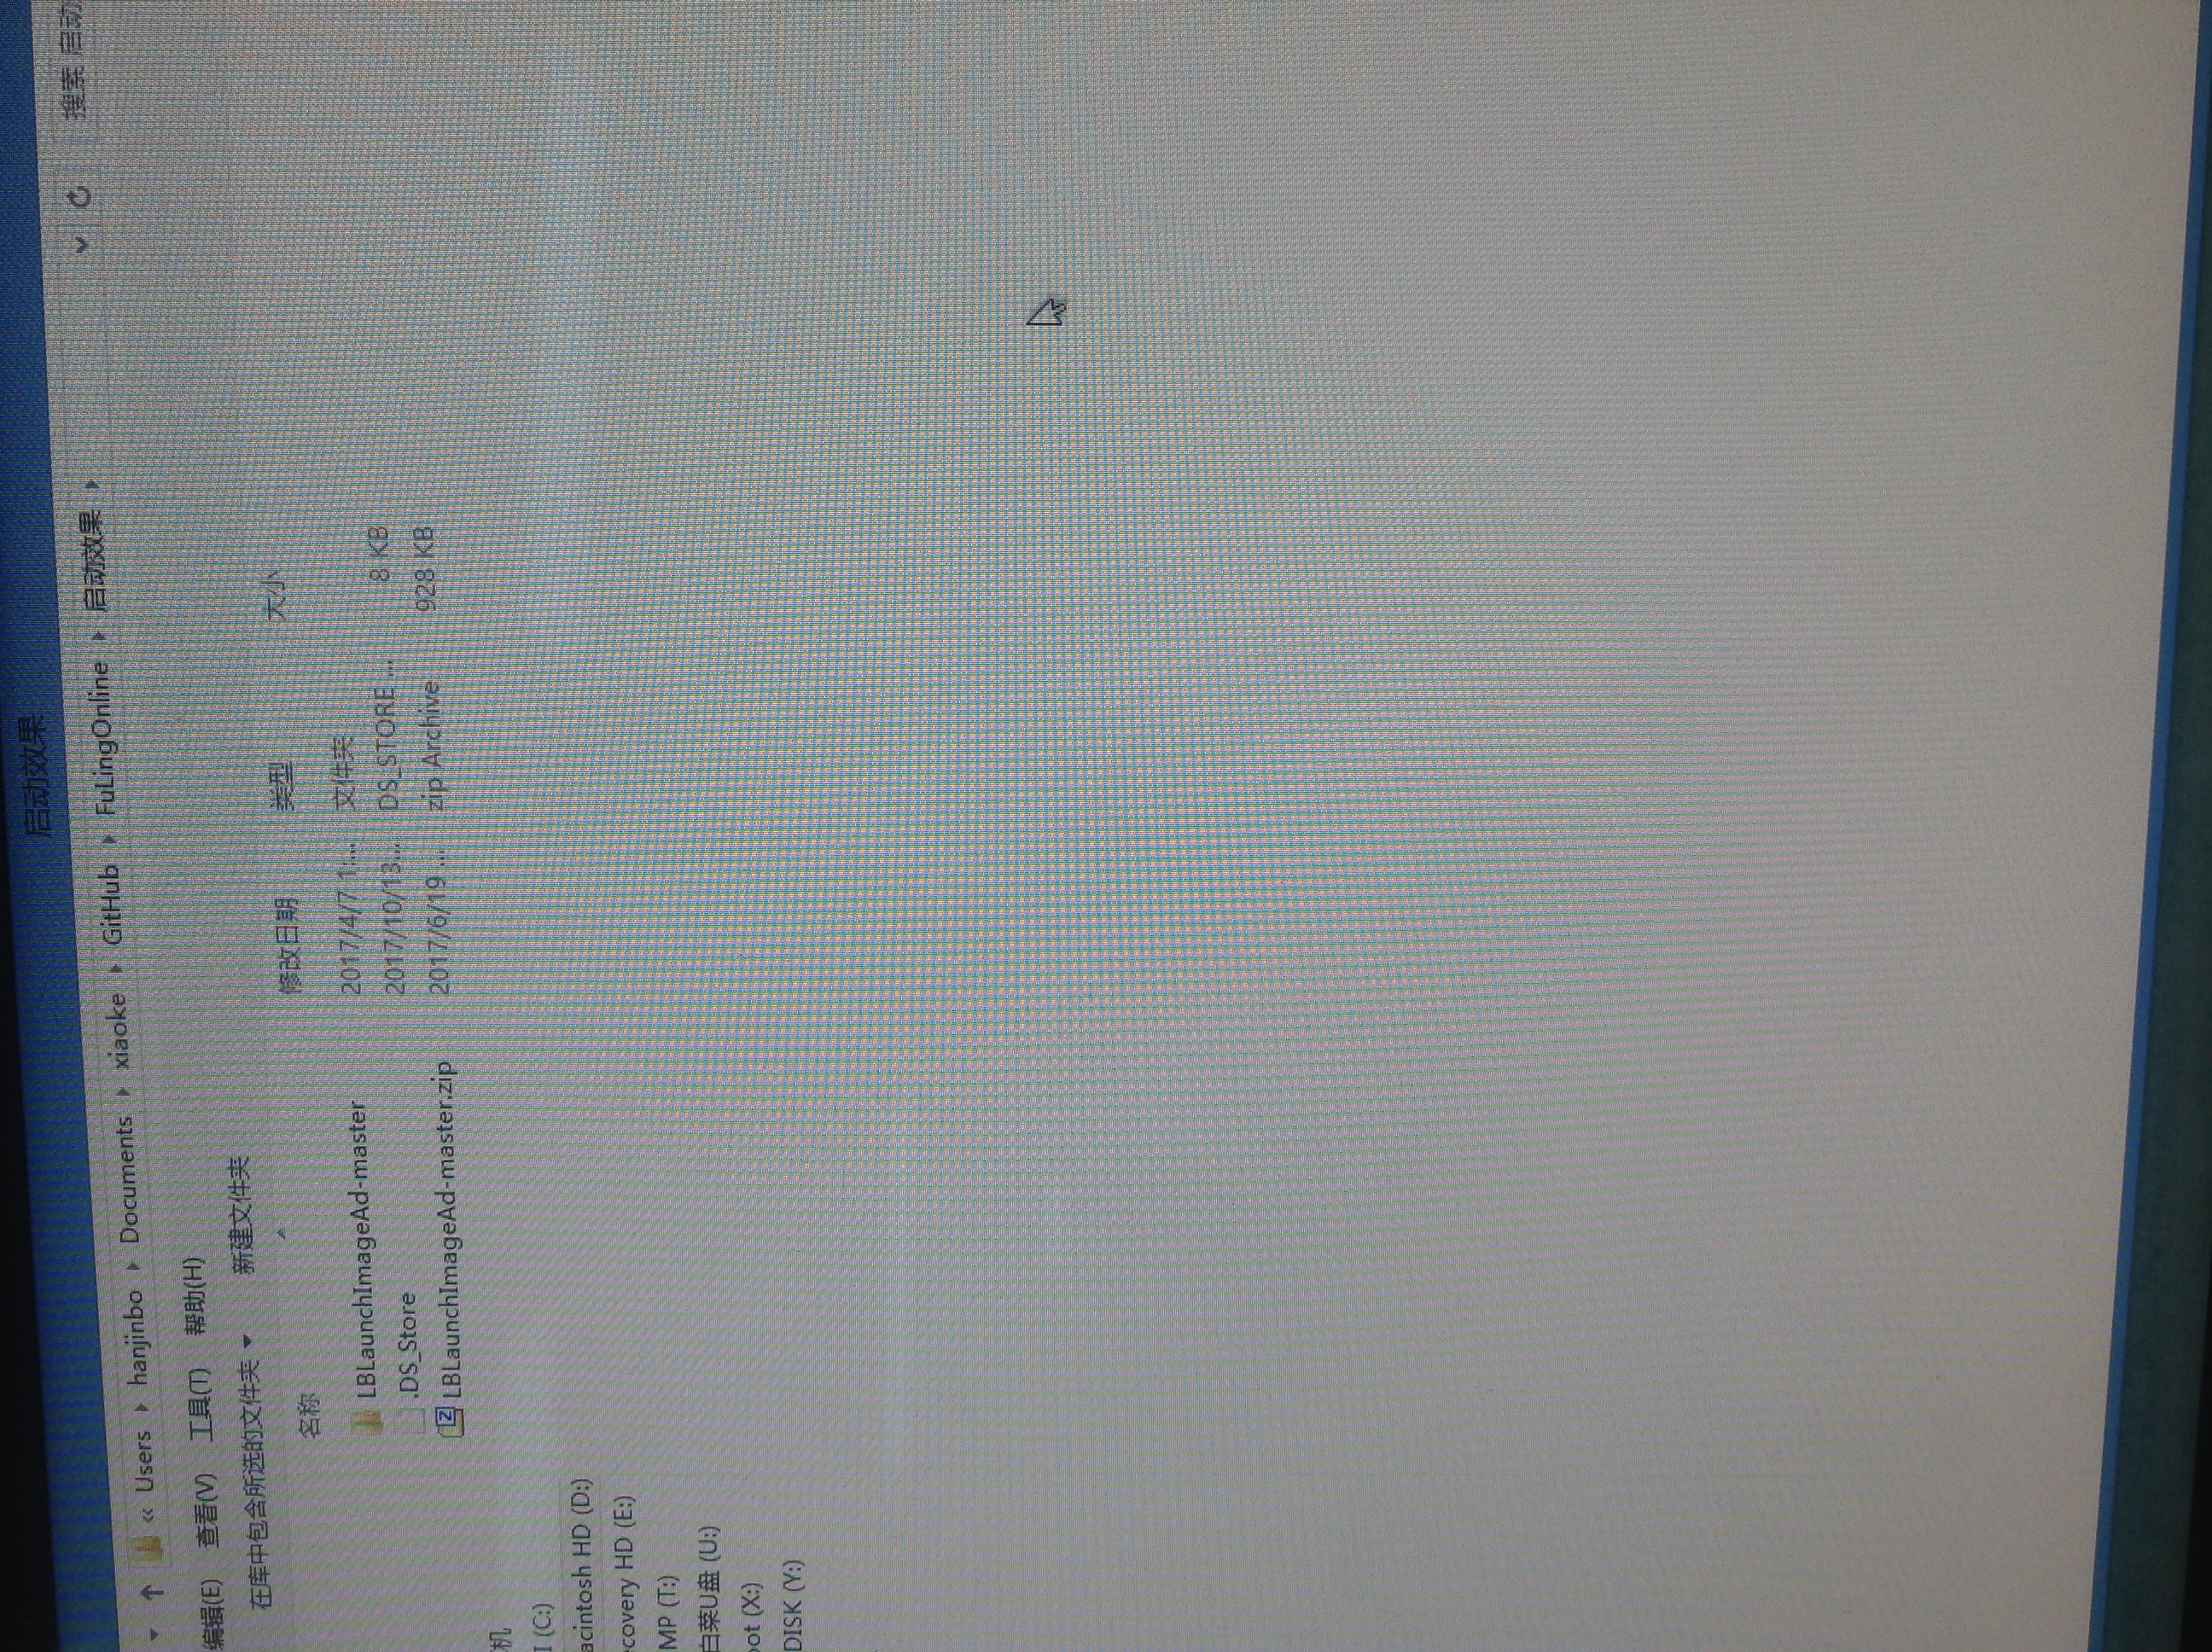 启动效果
« Users hanjinbo Documents xiaoke GitHub FuLingOnline 启动效果
搜索 启动
编辑(E) 查看(V) 工具(T) 帮助(H)
在库中包含所选的文件夹 新建文件夹
名称 修改日期 类型 大小
LBLaunchImageAd-master 2017/4/7 1:... 文件夹
.DS_Store 2017/10/13... DS_STORE ... 8 KB
LBLaunchImageAd-master.zip 2017/6/19 ... zip Archive 928 KB
机
I (C:)
acintosh HD (D:)
ecovery HD (E:)
MP (T:)
白菜U盘 (U:)
oot (X:)
DISK (Y:)